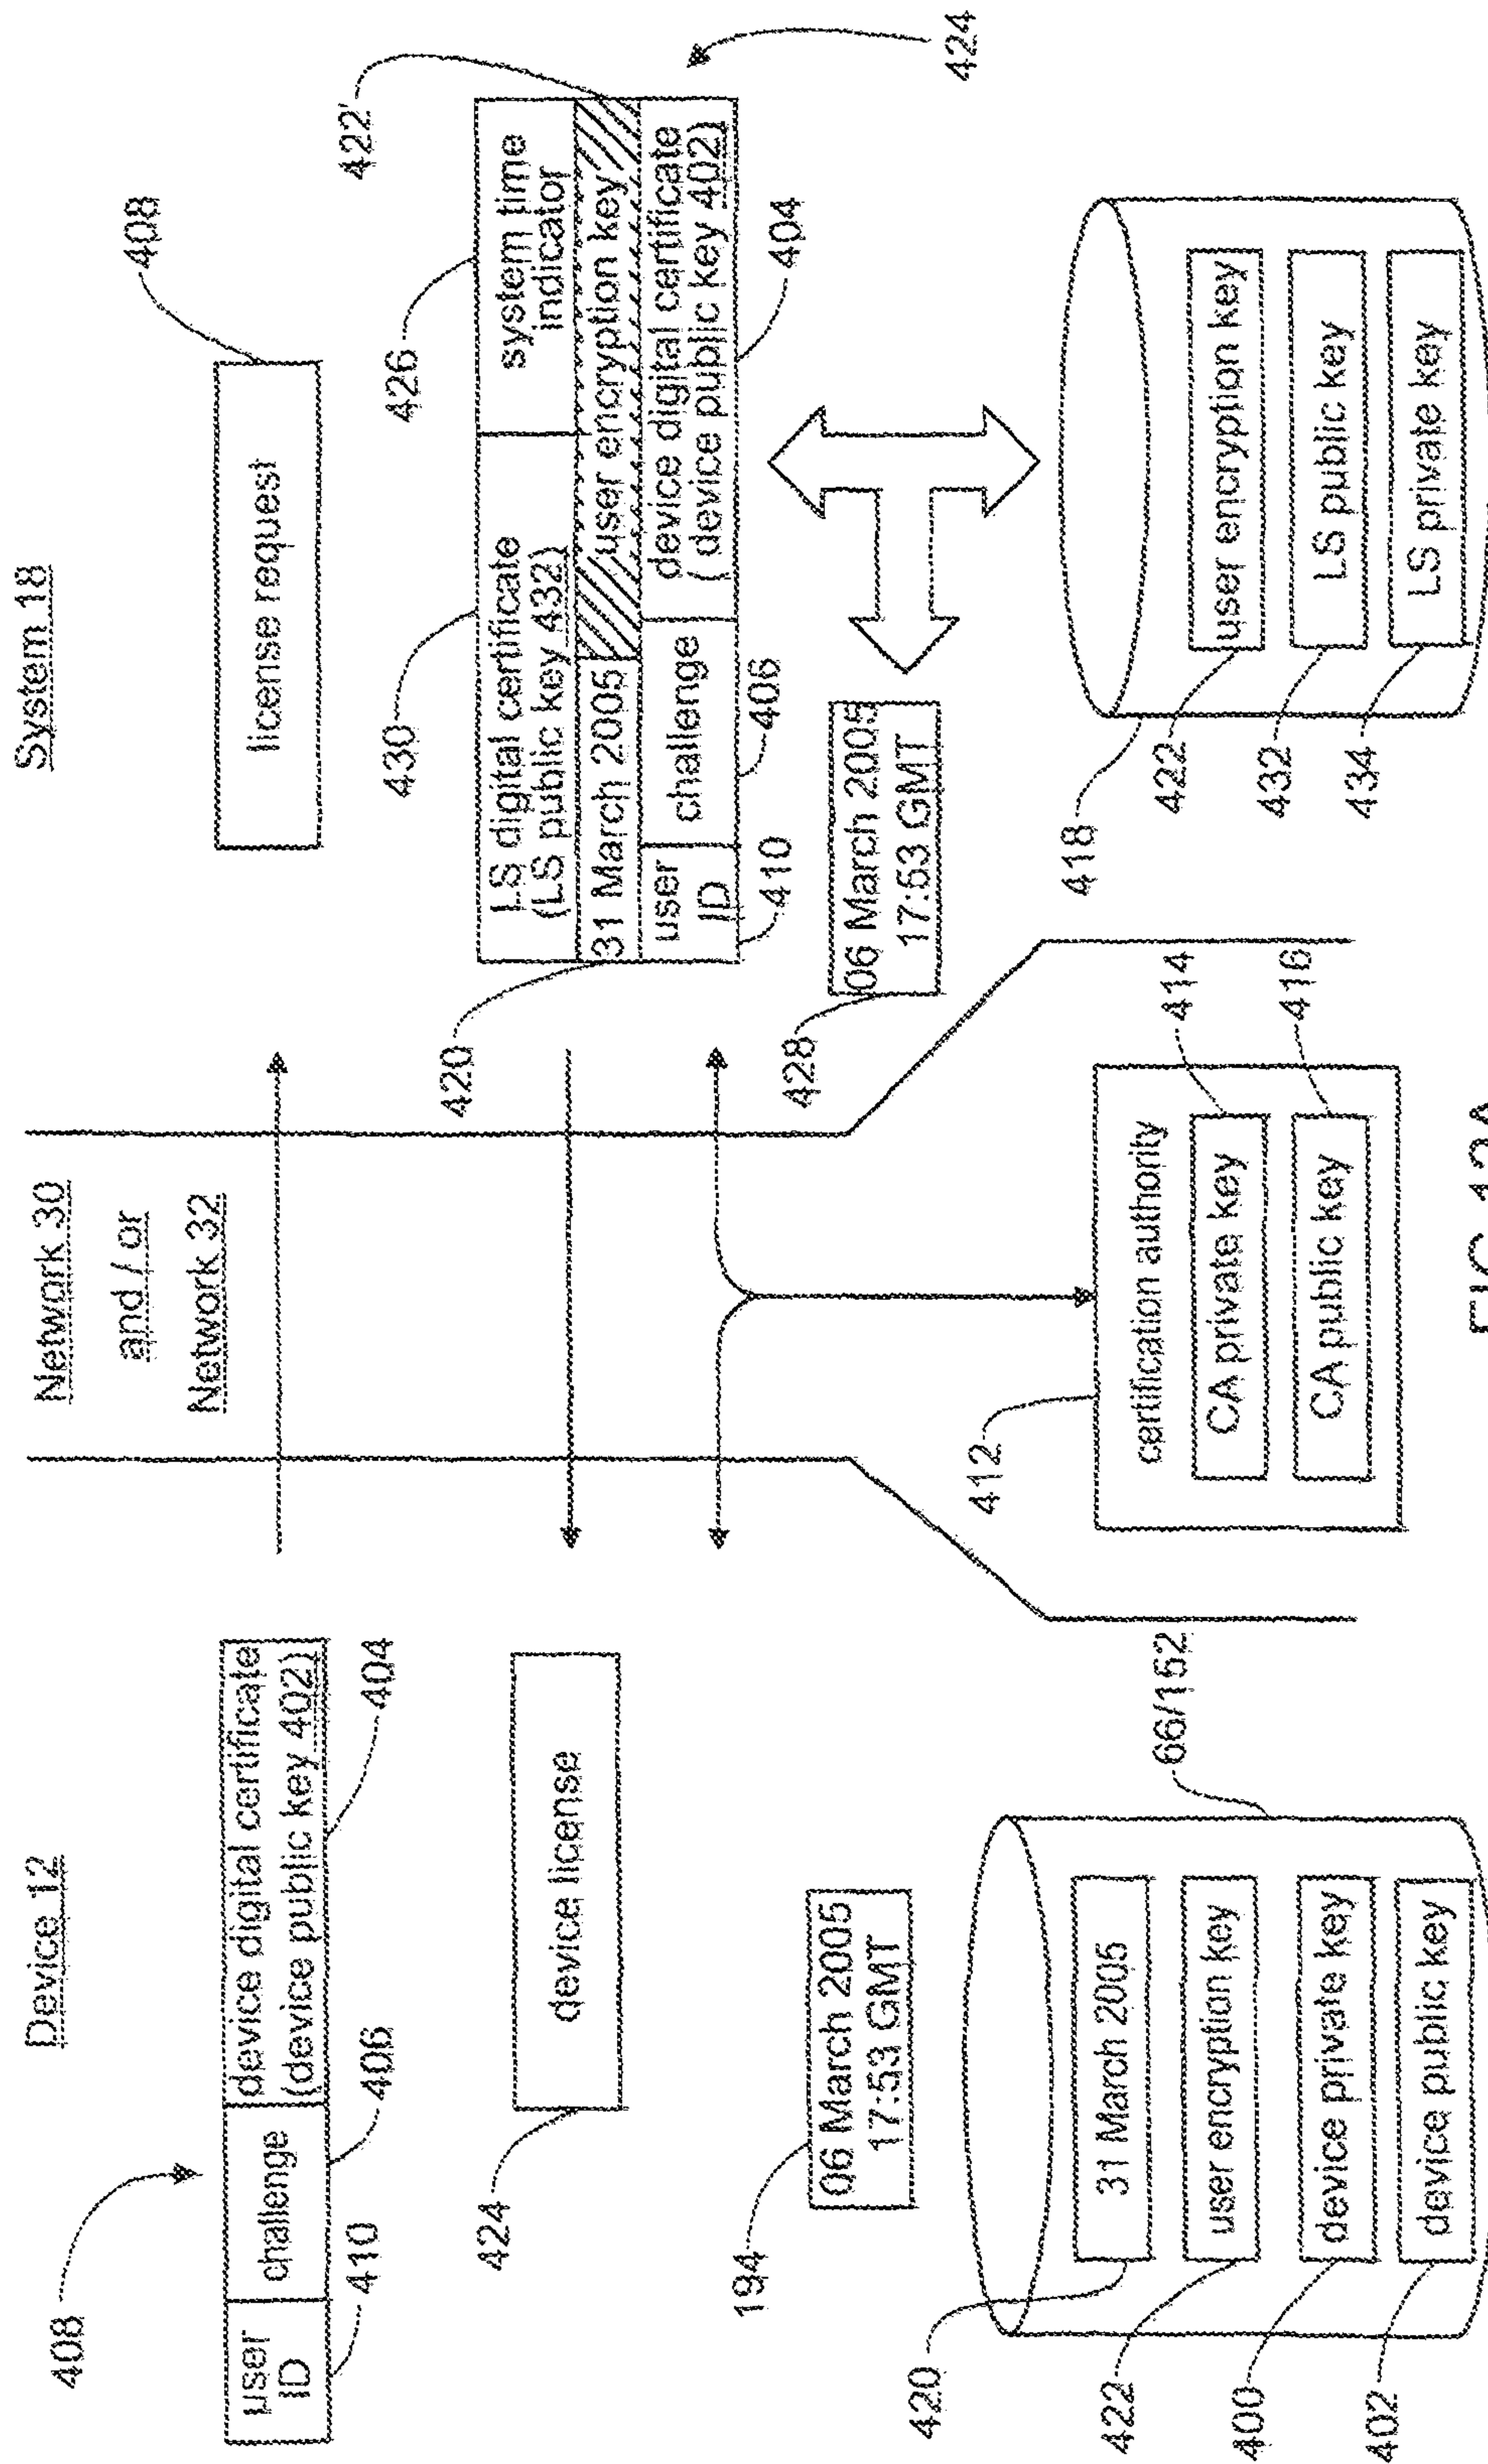 Device 12
408
user
ID
challenge
device digital certificate
(device public key 402)
410
406
404
424
device license
194
06 March 2005
17:53 GMT
420
31 March 2005
422
user encryption key
400
device private key
402
device public key
66/152
Network 30
and / or
Network 32
412
certification authority
CA private key
CA public key
414
416
System 18
license request
408
430
426
422'
LS digital certificate
(LS public key 432)
system time
indicator
420
31 March 2005
user encryption key
user
ID
challenge
device digital certificate
(device public key 402)
410
406
404
424
428
06 March 2005
17:53 GMT
418
422
user encryption key
432
LS public key
434
LS private key